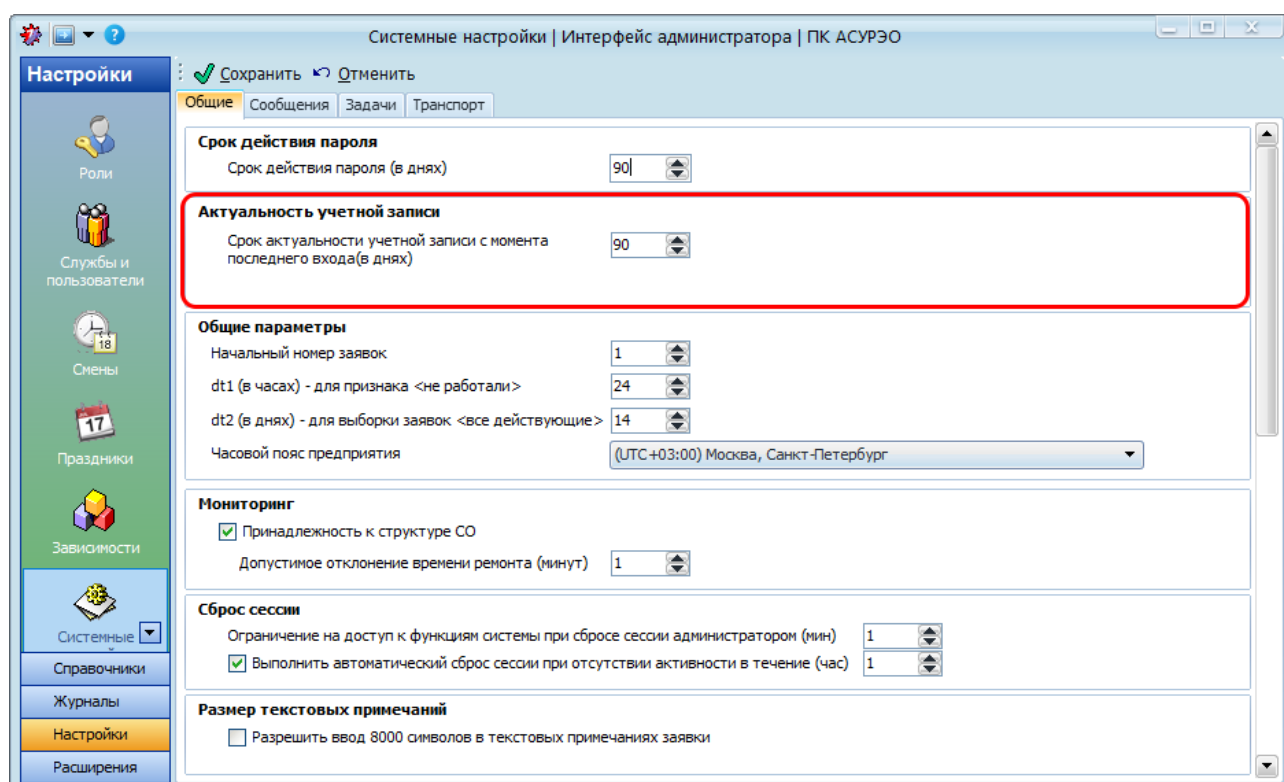 Системные настройки | Интерфейс администратора | ПК АСУРЭО
Настройки
Сохранить Отменить
Общие Сообщения Задачи Транспорт
Роли
Службы и
пользователи
18
Смены
17
Праздники
Зависимости
Системные
Справочники
Журналы
Настройки
Расширения
Срок действия пароля
Срок действия пароля (в днях) 90
Актуальность учетной записи
Срок актуальности учетной записи с момента
последнего входа(в днях) 90
Общие параметры
Начальный номер заявок 1
dt1 (в часах) - для признака <не работали> 24
dt2 (в днях) - для выборки заявок <все действующие> 14
Часовой пояс предприятия (UTC+03:00) Москва, Санкт-Петербург
Мониторинг
Принадлежность к структуре СО
Допустимое отклонение времени ремонта (минут) 1
Сброс сессии
Ограничение на доступ к функциям системы при сбросе сессии администратором (мин) 1
Выполнить автоматический сброс сессии при отсутствии активности в течение (час) 1
Размер текстовых примечаний
Разрешить ввод 8000 символов в текстовых примечаниях заявки